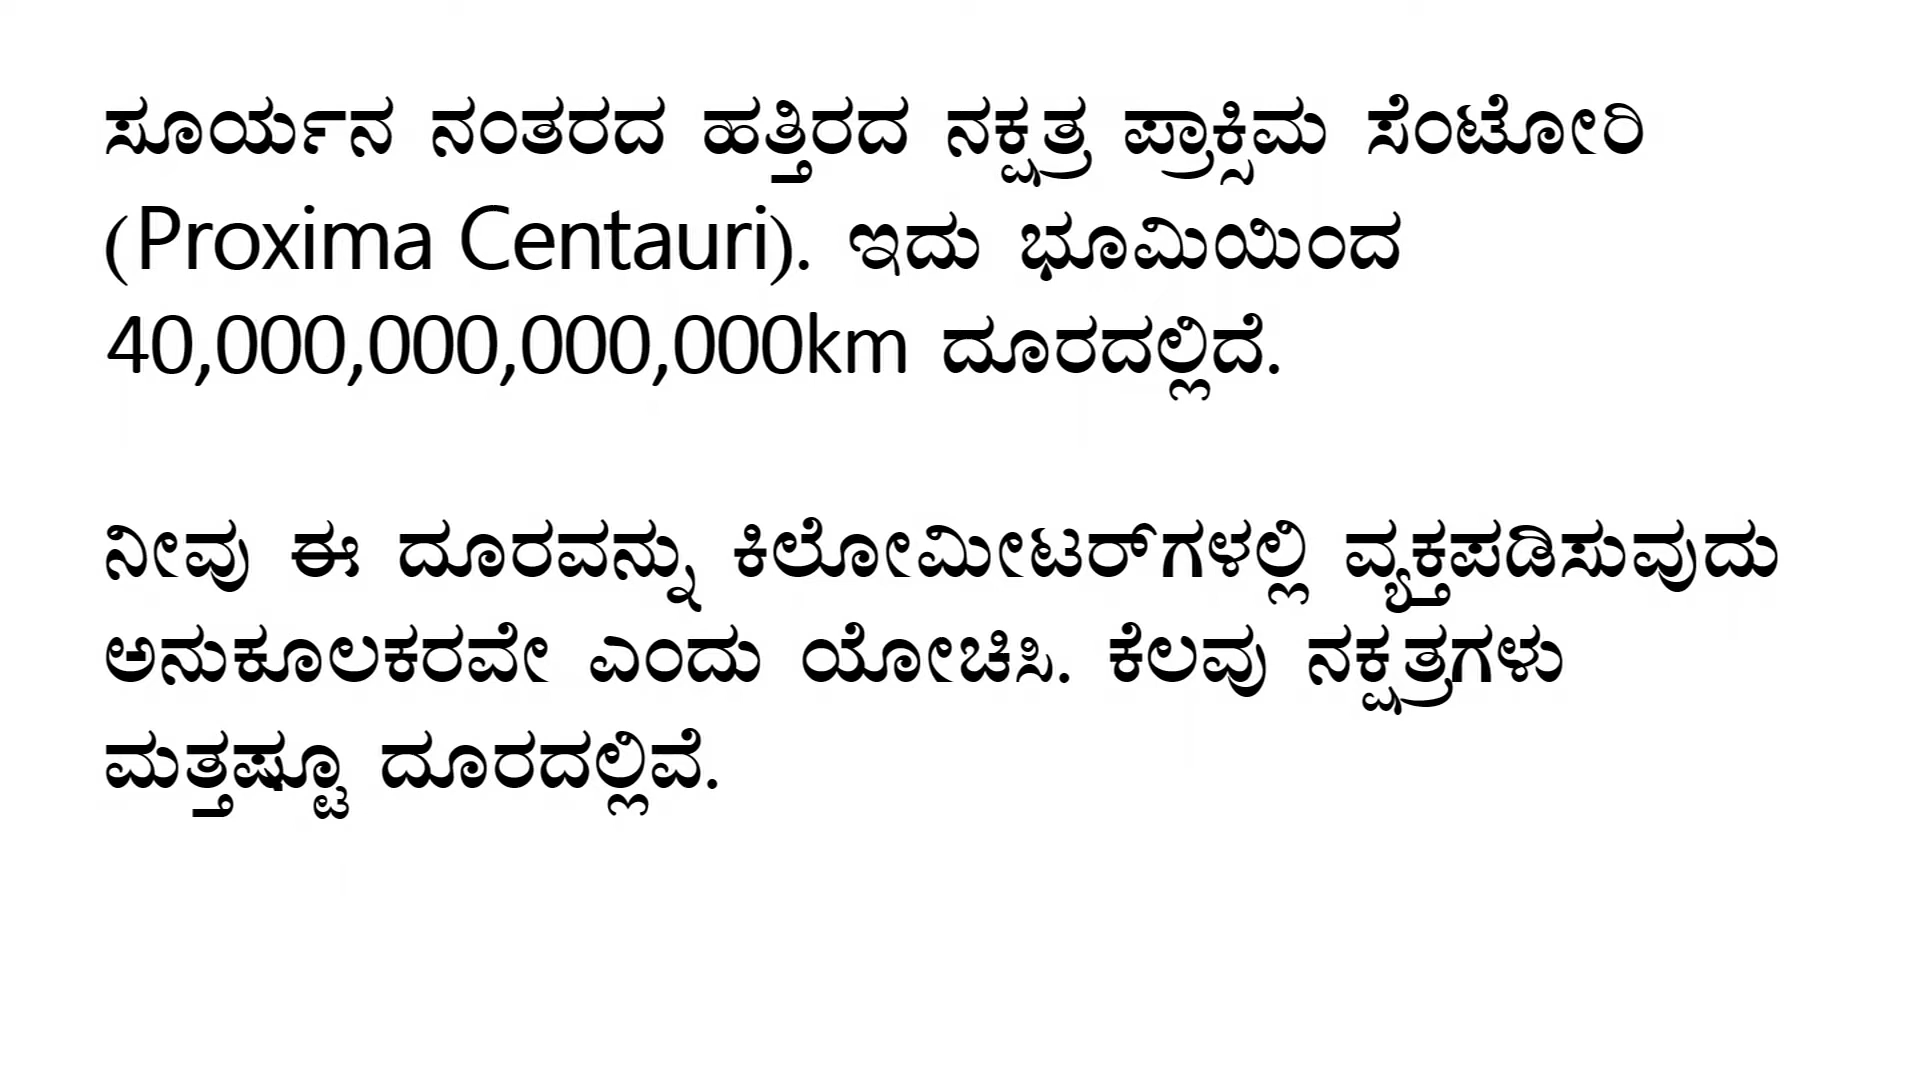 ಸೂರ್ಯನ ನಂತರದ ಹತ್ತಿರದ ನಕ್ಷತ್ರ ಪ್ರಾಕ್ಸಿಮ ಸೆಂಟೋರಿ
(Proxima Centauri). ಇದು ಭೂಮಿಯಿಂದ
40,000,000,000,000km ದೂರದಲ್ಲಿದೆ.
ನೀವು ಈ ದೂರವನ್ನು ಕಿಲೋಮೀಟರ್‌ಗಳಲ್ಲಿ ವ್ಯಕ್ತಪಡಿಸುವುದು
ಅನುಕೂಲಕರವೇ ಎಂದು ಯೋಚಿಸಿ. ಕೆಲವು ನಕ್ಷತ್ರಗಳು
ಮತ್ತಷ್ಟೂ ದೂರದಲ್ಲಿವೆ.